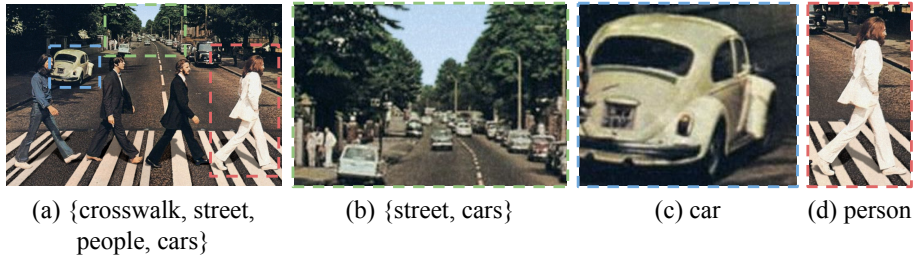 (a) {crosswalk, street,
people, cars}
(b) {street, cars}
(c) car
(d) person